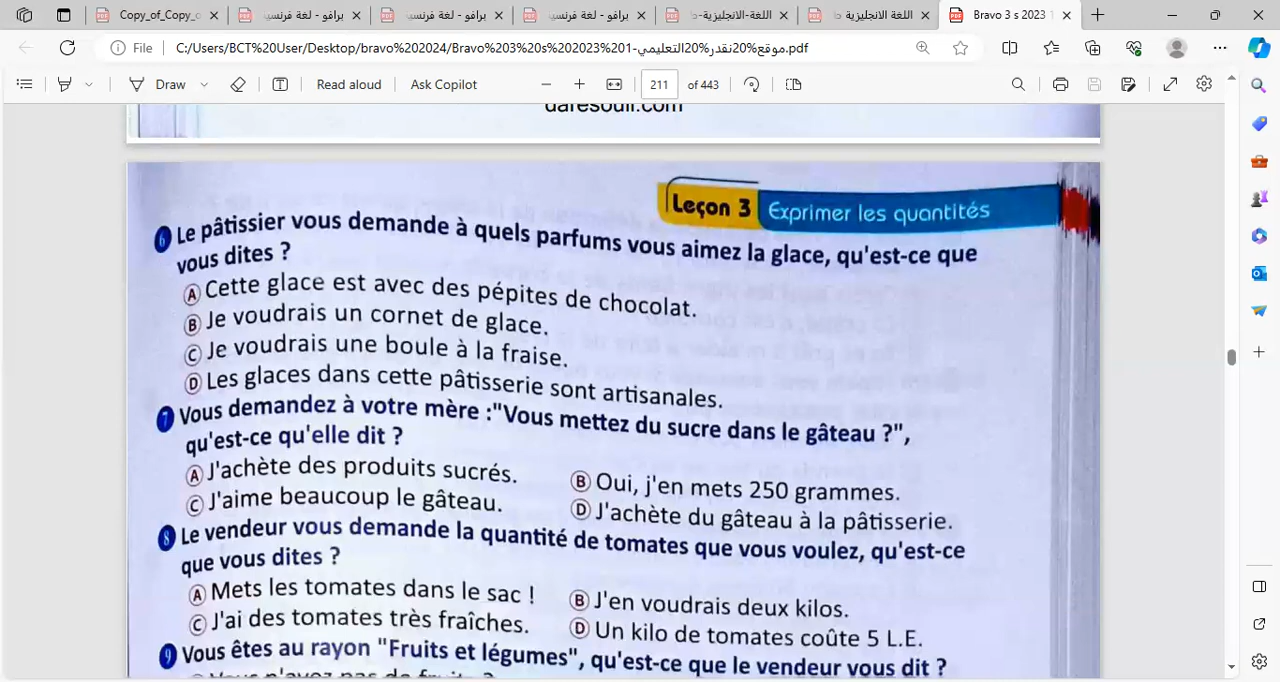 Copy_of_Copy_o
برافو - لغة فرنسي
برافو - لغة فرنسي
برافو - لغة فرنسي
اللغة-الانجليزية-
اللغة الانجليزية
Bravo 3 s 2023 1
File
C:/Users/BCT%20User/Desktop/bravo%202024/Bravo%203%20s%202023%201-موقع%20نقدر%20التعليمي.pdf
Draw
Read aloud
Ask Copilot
211 of 443
daresouli.com
Leçon 3 Exprimer les quantités
6 Le pâtissier vous demande à quels parfums vous aimez la glace, qu'est-ce que
vous dites ?
A Cette glace est avec des pépites de chocolat.
B Je voudrais un cornet de glace.
C Je voudrais une boule à la fraise.
D Les glaces dans cette pâtisserie sont artisanales.
7 Vous demandez à votre mère :"Vous mettez du sucre dans le gâteau ?",
qu'est-ce qu'elle dit ?
A J'achète des produits sucrés.
B Oui, j'en mets 250 grammes.
C J'aime beaucoup le gâteau.
D J'achète du gâteau à la pâtisserie.
8 Le vendeur vous demande la quantité de tomates que vous voulez, qu'est-ce
que vous dites ?
A Mets les tomates dans le sac !
B J'en voudrais deux kilos.
C J'ai des tomates très fraîches.
D Un kilo de tomates coûte 5 L.E.
9 Vous êtes au rayon "Fruits et légumes", qu'est-ce que le vendeur vous dit ?